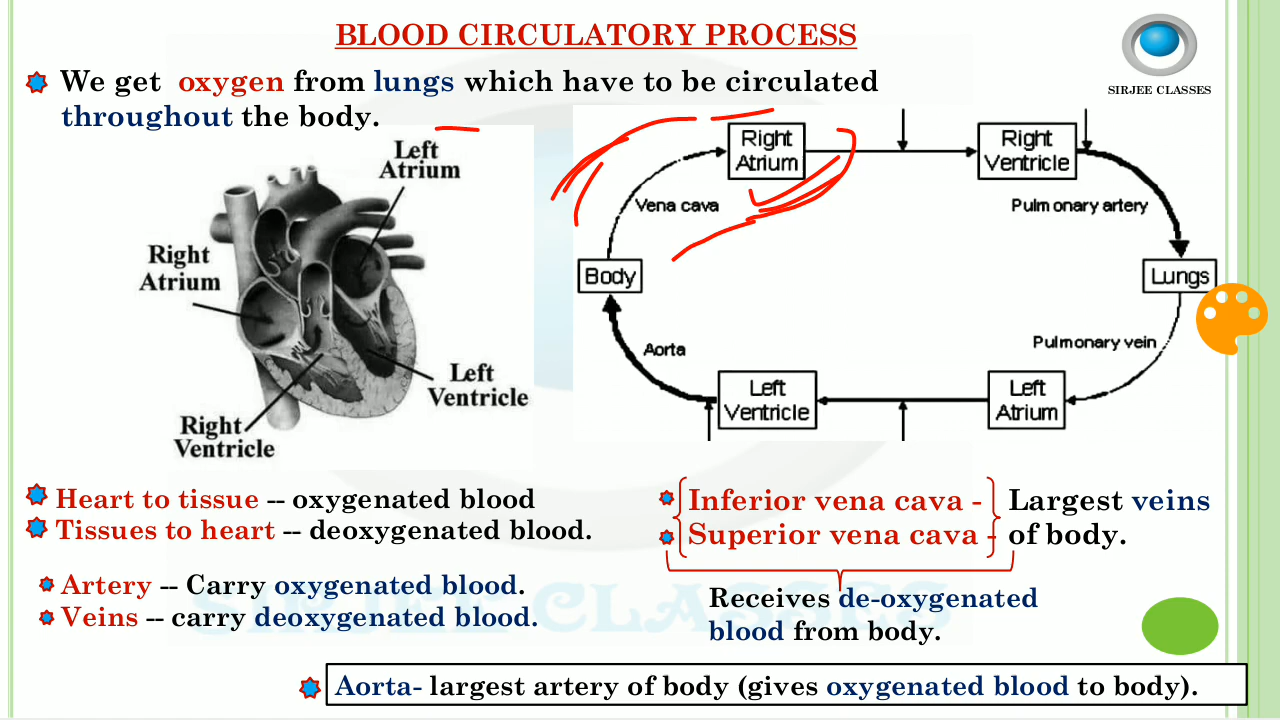 BLOOD CIRCULATORY PROCESS
SIRJEE CLASSES
We get oxygen from lungs which have to be circulated
throughout the body.
Left
Atrium
Right
Atrium
Left
Ventricle
Right
Ventricle
Right
Atrium
Right
Ventricle
Vena cava
Pulmonary artery
Body
Lungs
Aorta
Pulmonary vein
Left
Ventricle
Left
Atrium
Heart to tissue -- oxygenated blood
Tissues to heart -- deoxygenated blood.
Artery -- Carry oxygenated blood.
Veins -- carry deoxygenated blood.
Inferior vena cava - Largest veins
Superior vena cava - of body.
Receives de-oxygenated
blood from body.
SIRJEE CLASSES
Aorta- largest artery of body (gives oxygenated blood to body).